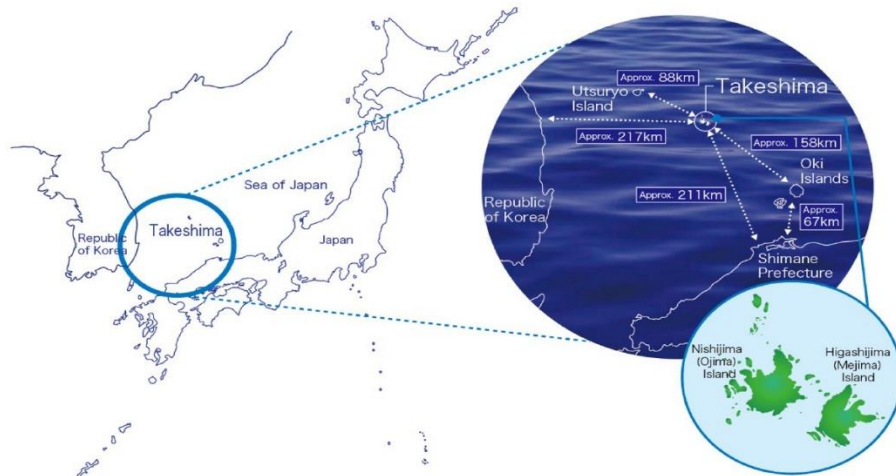 Sea of Japan
Takeshima
Republic
of Korea
Japan
Approx. 88km
Utsuryo
Island
Takeshima
Approx. 217km
Approx. 158km
Oki
Islands
Approx. 211km
Republic
of Korea
Approx.
67km
Shimane
Prefecture
Nishijima
(Ojima)
Island
Higashijima
(Mejima)
Island